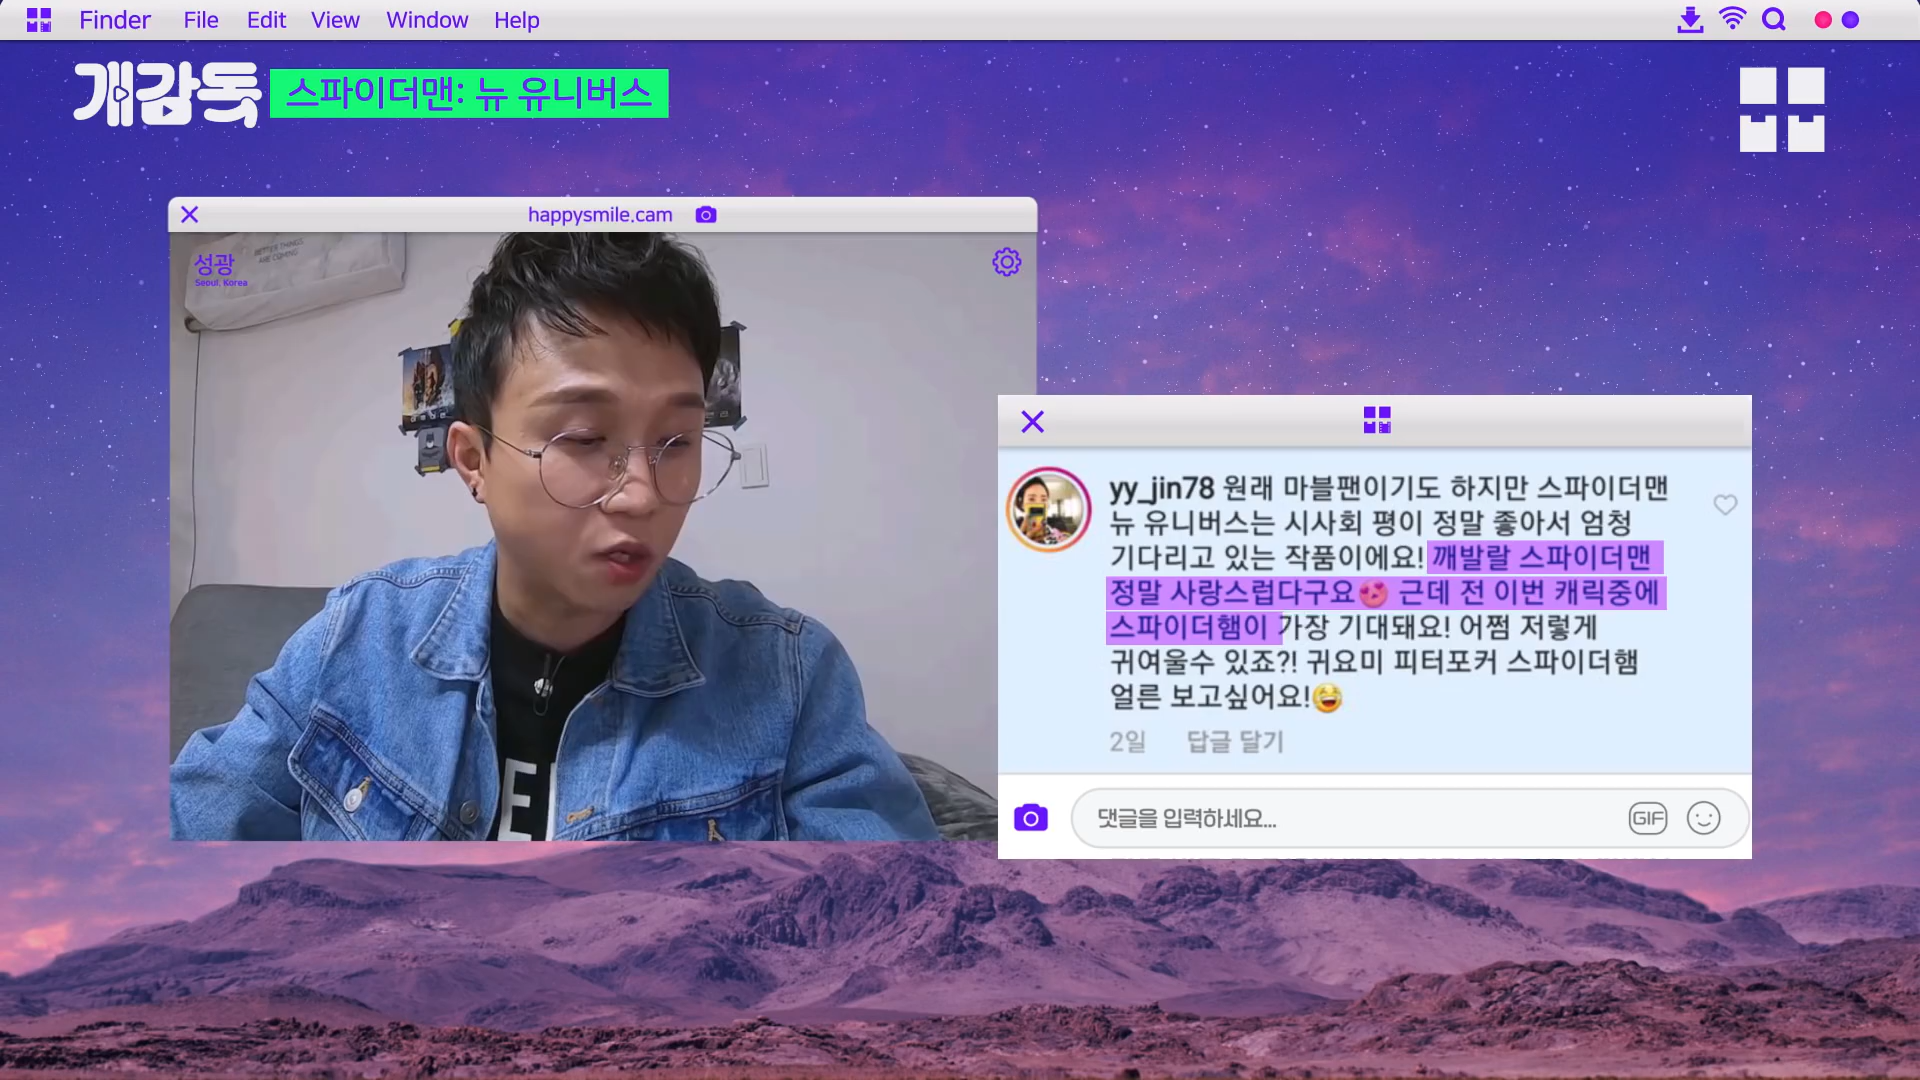 Finder File Edit View Window Help
개감독 스파이더맨: 뉴 유니버스
happysmile.cam
BETTER THINGS
ARE COMING
성광
Seoul, Korea
yy_jin78 원래 마블팬이기도 하지만 스파이더맨
뉴 유니버스는 시사회 평이 정말 좋아서 엄청
기다리고 있는 작품이에요! 깨발랄 스파이더맨
정말 사랑스럽다구요😍 근데 전 이번 캐릭중에
스파이더햄이 가장 기대돼요! 어쩜 저렇게
귀여울수 있죠?! 귀요미 피터포커 스파이더햄
얼른 보고싶어요!😆
2일 답글 달기
댓글을 입력하세요... GIF